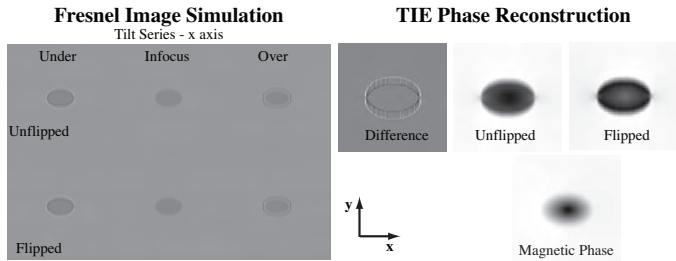 Fresnel Image Simulation
Tilt Series - x axis
Under Infocus Over
Unflipped
Flipped
TIE Phase Reconstruction
Difference Unflipped Flipped
y
x
Magnetic Phase